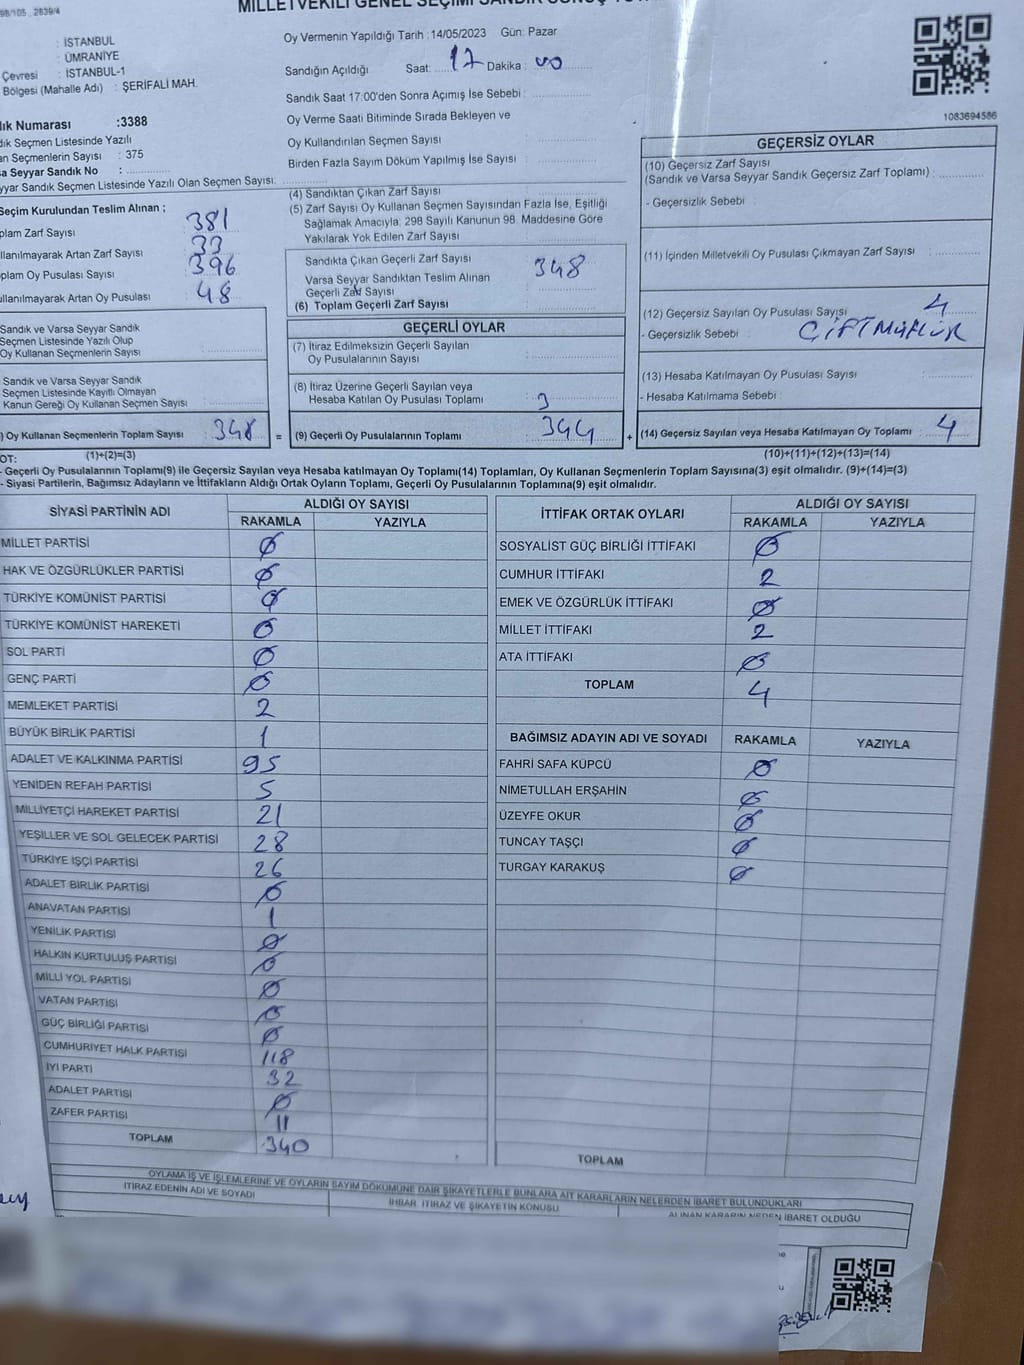 98/105 2839/4
MİLLETVEKİLİ GENEL SEÇİMİ SANDIK SONUÇ
: İSTANBUL
: ÜMRANİYE
Çevresi : İSTANBUL-1
Bölgesi (Mahalle Adı) : ŞERİFALİ MAH.
Numarası :3388
Seçmen Listesinde Yazılı
Seçmenlerin Sayısı : 375
Seyyar Sandık No :
Sandık Seçmen Listesinde Yazılı Olan Seçmen Sayısı:
Oy Vermenin Yapıldığı Tarih :14/05/2023 Gün: Pazar
Sandığın Açıldığı Saat: 17 Dakika : 00
Sandık Saat 17:00'den Sonra Açımış İse Sebebi :
Oy Verme Saati Bitiminde Sırada Bekleyen ve
Oy Kullandırılan Seçmen Sayısı
Birden Fazla Sayım Döküm Yapılmış İse Sayısı
1083694586
Seçim Kurulundan Teslim Alınan ;
Zarf Sayısı 381
Artan Zarf Sayısı 33
Oy Pusulası Sayısı 396
Artan Oy Pusulası 48
(4) Sandıktan Çıkan Zarf Sayısı
(5) Zarf Sayısı Oy Kullanan Seçmen Sayısından Fazla İse, Eşitliği
Sağlamak Amacıyla; 298 Sayılı Kanunun 98. Maddesine Göre
Yakılarak Yok Edilen Zarf Sayısı
Sandıkta Çıkan Geçerli Zarf Sayısı
Varsa Seyyar Sandıktan Teslim Alınan
Geçerli Zarf Sayısı
348
(6) Toplam Geçerli Zarf Sayısı
GEÇERSİZ OYLAR
(10) Geçersiz Zarf Sayısı
(Sandık ve Varsa Seyyar Sandık Geçersiz Zarf Toplamı) :
- Geçersizlik Sebebi :
(11) İçinden Milletvekili Oy Pusulası Çıkmayan Zarf Sayısı
(12) Geçersiz Sayılan Oy Pusulası Sayısı 4
- Geçersizlik Sebebi : ÇİFT MÜHÜR
(13) Hesaba Katılmayan Oy Pusulası Sayısı
- Hesaba Katılmama Sebebi :
Sandık ve Varsa Seyyar Sandık
Seçmen Listesinde Yazılı Olup
Oy Kullanan Seçmenlerin Sayısı
Sandık ve Varsa Seyyar Sandık
Seçmen Listesinde Kayıtlı Olmayan
Kanun Gereği Oy Kullanan Seçmen Sayısı
GEÇERLİ OYLAR
(7) İtiraz Edilmeksizin Geçerli Sayılan
Oy Pusulalarının Sayısı
(8) İtiraz Üzerine Geçerli Sayılan veya
Hesaba Katılan Oy Pusulası Toplamı 3
Oy Kullanan Seçmenlerin Toplam Sayısı : 348 = (9) Geçerli Oy Pusulalarının Toplamı 344 + (14) Geçersiz Sayılan veya Hesaba Katılmayan Oy Toplamı 4
(1)+(2)=(3) (10)+(11)+(12)+(13)=(14)
- Geçerli Oy Pusulalarının Toplamı(9) ile Geçersiz Sayılan veya Hesaba katılmayan Oy Toplamı(14) Toplamları, Oy Kullanan Seçmenlerin Toplam Sayısına(3) eşit olmalıdır. (9)+(14)=(3)
- Siyasi Partilerin, Bağımsız Adayların ve İttifakların Aldığı Ortak Oyların Toplamı, Geçerli Oy Pusulalarının Toplamına(9) eşit olmalıdır.
SİYASİ PARTİNİN ADI ALDIĞI OY SAYISI
RAKAMLA YAZIYLA
MİLLET PARTİSİ 0
HAK VE ÖZGÜRLÜKLER PARTİSİ 0
TÜRKİYE KOMÜNİST PARTİSİ 0
TÜRKİYE KOMÜNİST HAREKETİ 0
SOL PARTİ 0
GENÇ PARTİ 0
MEMLEKET PARTİSİ 2
BÜYÜK BİRLİK PARTİSİ 1
ADALET VE KALKINMA PARTİSİ 95
YENİDEN REFAH PARTİSİ 5
MİLLİYETÇİ HAREKET PARTİSİ 21
YEŞİLLER VE SOL GELECEK PARTİSİ 28
TÜRKİYE İŞÇİ PARTİSİ 26
ADALET BİRLİK PARTİSİ 0
ANAVATAN PARTİSİ 1
YENİLİK PARTİSİ 0
HALKIN KURTULUŞ PARTİSİ 0
MİLLİ YOL PARTİSİ 0
VATAN PARTİSİ 0
GÜÇ BİRLİĞİ PARTİSİ 0
CUMHURİYET HALK PARTİSİ 118
İYİ PARTİ 32
ADALET PARTİSİ 0
ZAFER PARTİSİ 11
TOPLAM 340
İTTİFAK ORTAK OYLARI ALDIĞI OY SAYISI
RAKAMLA YAZIYLA
SOSYALİST GÜÇ BİRLİĞİ İTTİFAKI 0
CUMHUR İTTİFAKI 2
EMEK VE ÖZGÜRLÜK İTTİFAKI 0
MİLLET İTTİFAKI 2
ATA İTTİFAKI 0
TOPLAM 4
BAĞIMSIZ ADAYIN ADI VE SOYADI RAKAMLA YAZIYLA
FAHRİ SAFA KÜPCÜ 0
NİMETULLAH ERŞAHİN 0
ÜZEYFE OKUR 0
TUNCAY TAŞÇI 0
TURGAY KARAKUŞ 0
TOPLAM
OYLAMA İŞ VE İŞLEMLERİNE VE OYLARIN SAYIM DÖKÜMÜNE DAİR ŞİKAYETLERLE BUNLARA AİT KARARLARIN NELERDEN İBARET BULUNDUKLARI
İTİRAZ EDENİN ADI VE SOYADI İHBAR İTİRAZ VE ŞİKAYETİN KONUSU ALINAN KARARIN NEDEN İBARET OLDUĞU